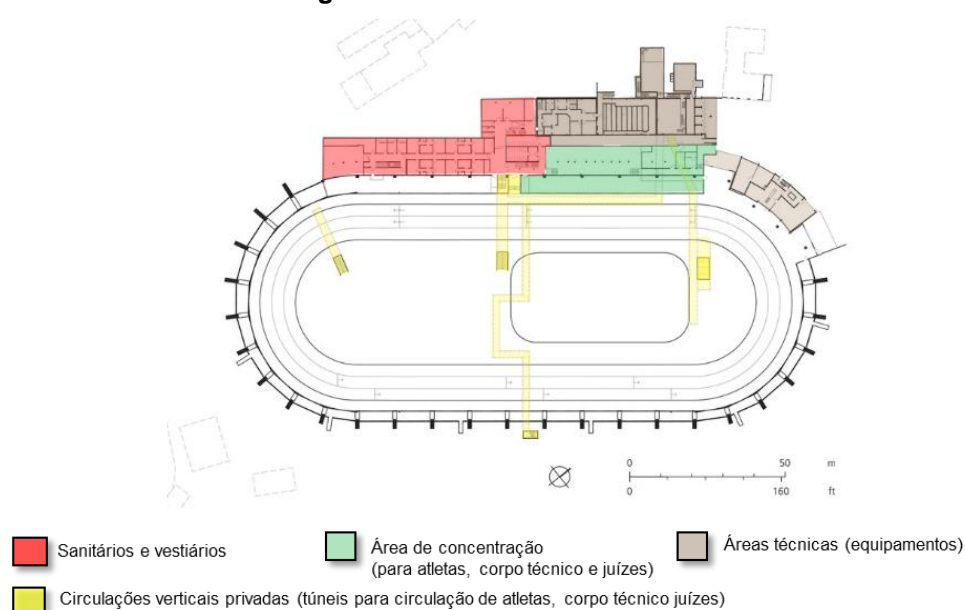 0 50 m
0 160 ft
Sanitários e vestiários
Área de concentração
(para atletas, corpo técnico e juízes)
Áreas técnicas (equipamentos)
Circulações verticais privadas (túneis para circulação de atletas, corpo técnico juízes)